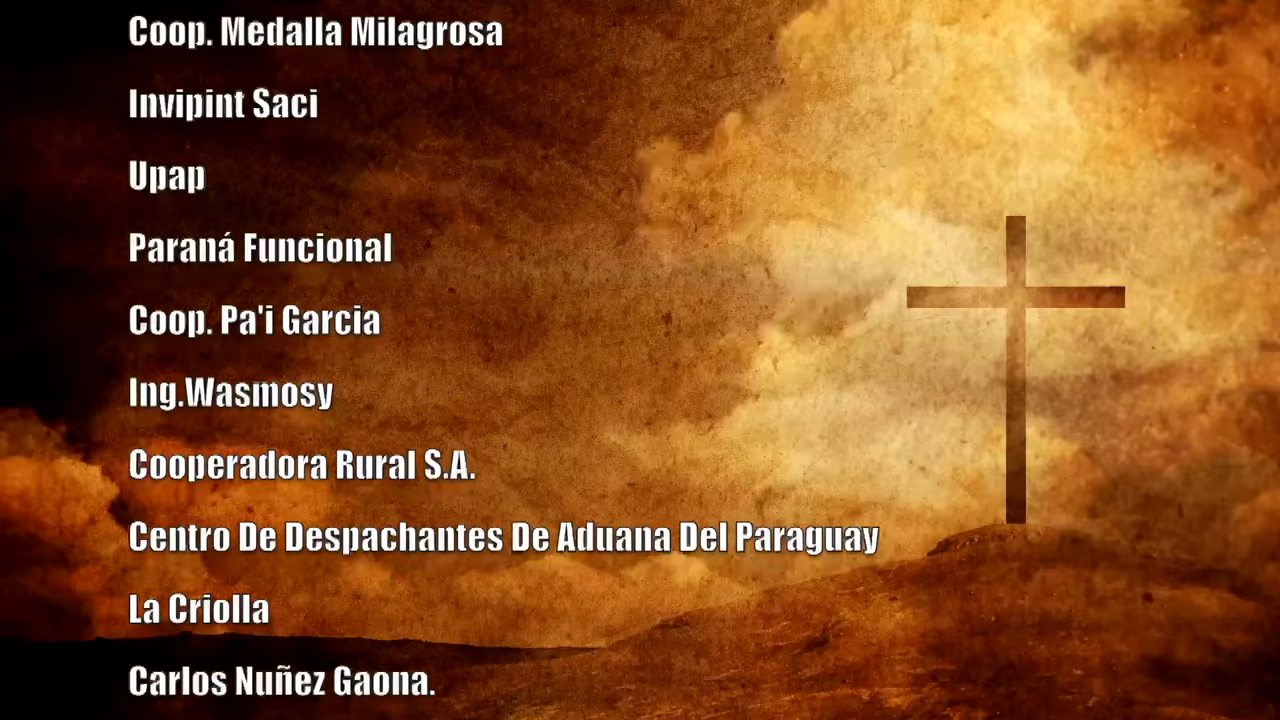 Coop. Medalla Milagrosa
Invipint Saci
Upap
Paraná Funcional
Coop. Pa'i Garcia
Ing.Wasmosy
Cooperadora Rural S.A.
Centro De Despachantes De Aduana Del Paraguay
La Criolla
Carlos Nuñez Gaona.